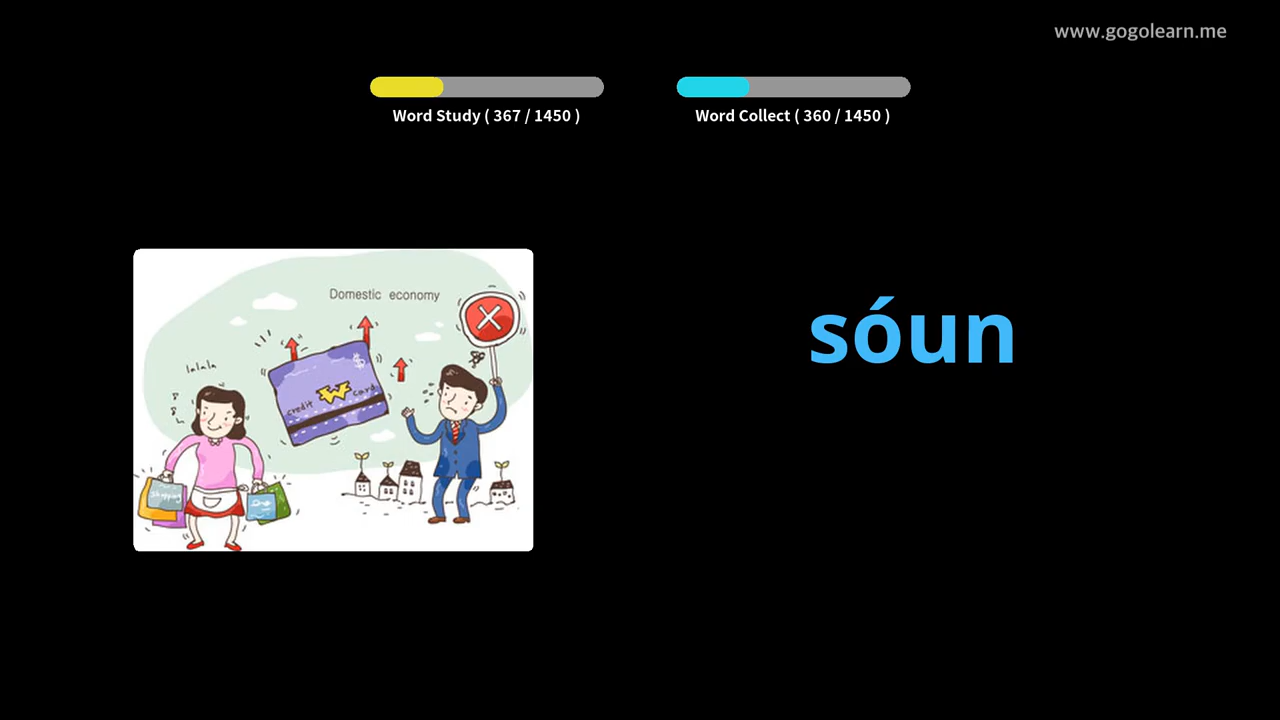 www.gogolearn.me
Word Study ( 367 / 1450 )
Word Collect ( 360 / 1450 )
Domestic economy
lalala
$
W
credit card
Shopping
sóun